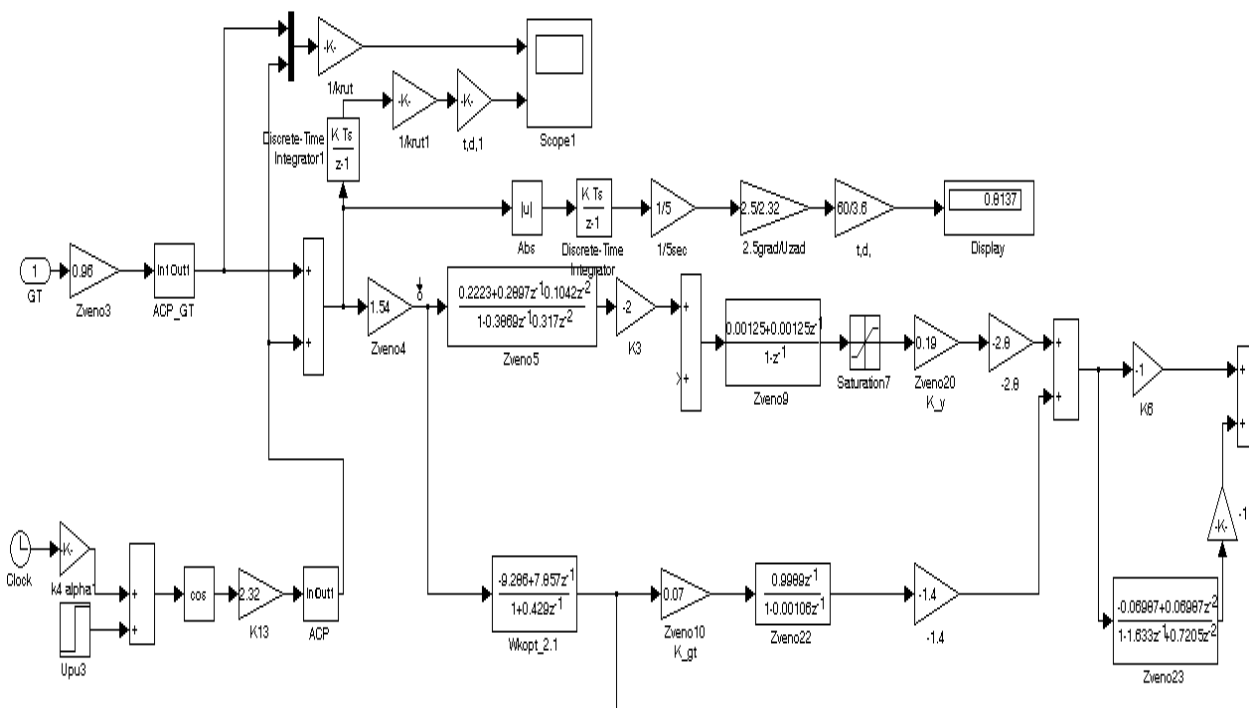 -K-
1/krut
-K-
-K-
1/krut1
t,d,1
Scope1
Discrete-Time
Integrator1
K Ts
z-1
|u|
Abs
K Ts
z-1
Discrete-Time
Integrator
1/5
1/5sec
2.5/2.32
2.5grad/Uzad
60/3.6
t,d,
0.8137
Display
1
GT
0.96
Zveno3
In1 Out1
ACP_GT
+
+
1.54
Zveno4
0.2223+0.2897z-10.1042z-2
1-0.3869z-10.317z-2
Zveno5
-2
K3
+
+
0.00125+0.00125z-1
1-z-1
Zveno9
Saturation7
0.19
Zveno20
K_y
-2.8
-2.8
+
+
-1
K6
+
+
-K-
-1
Clock
-K-
k4 alpha1
Upu3
+
+
cos
2.32
K13
In Out1
ACP
-9.286+7.857z-1
1+0.429z-1
Wkopt_2.1
0.07
Zveno10
K_gt
0.9989z-1
1-0.00106z-1
Zveno22
-1.4
-1.4
-0.06987+0.06987z-2
1-1.633z-1+0.7205z-2
Zveno23